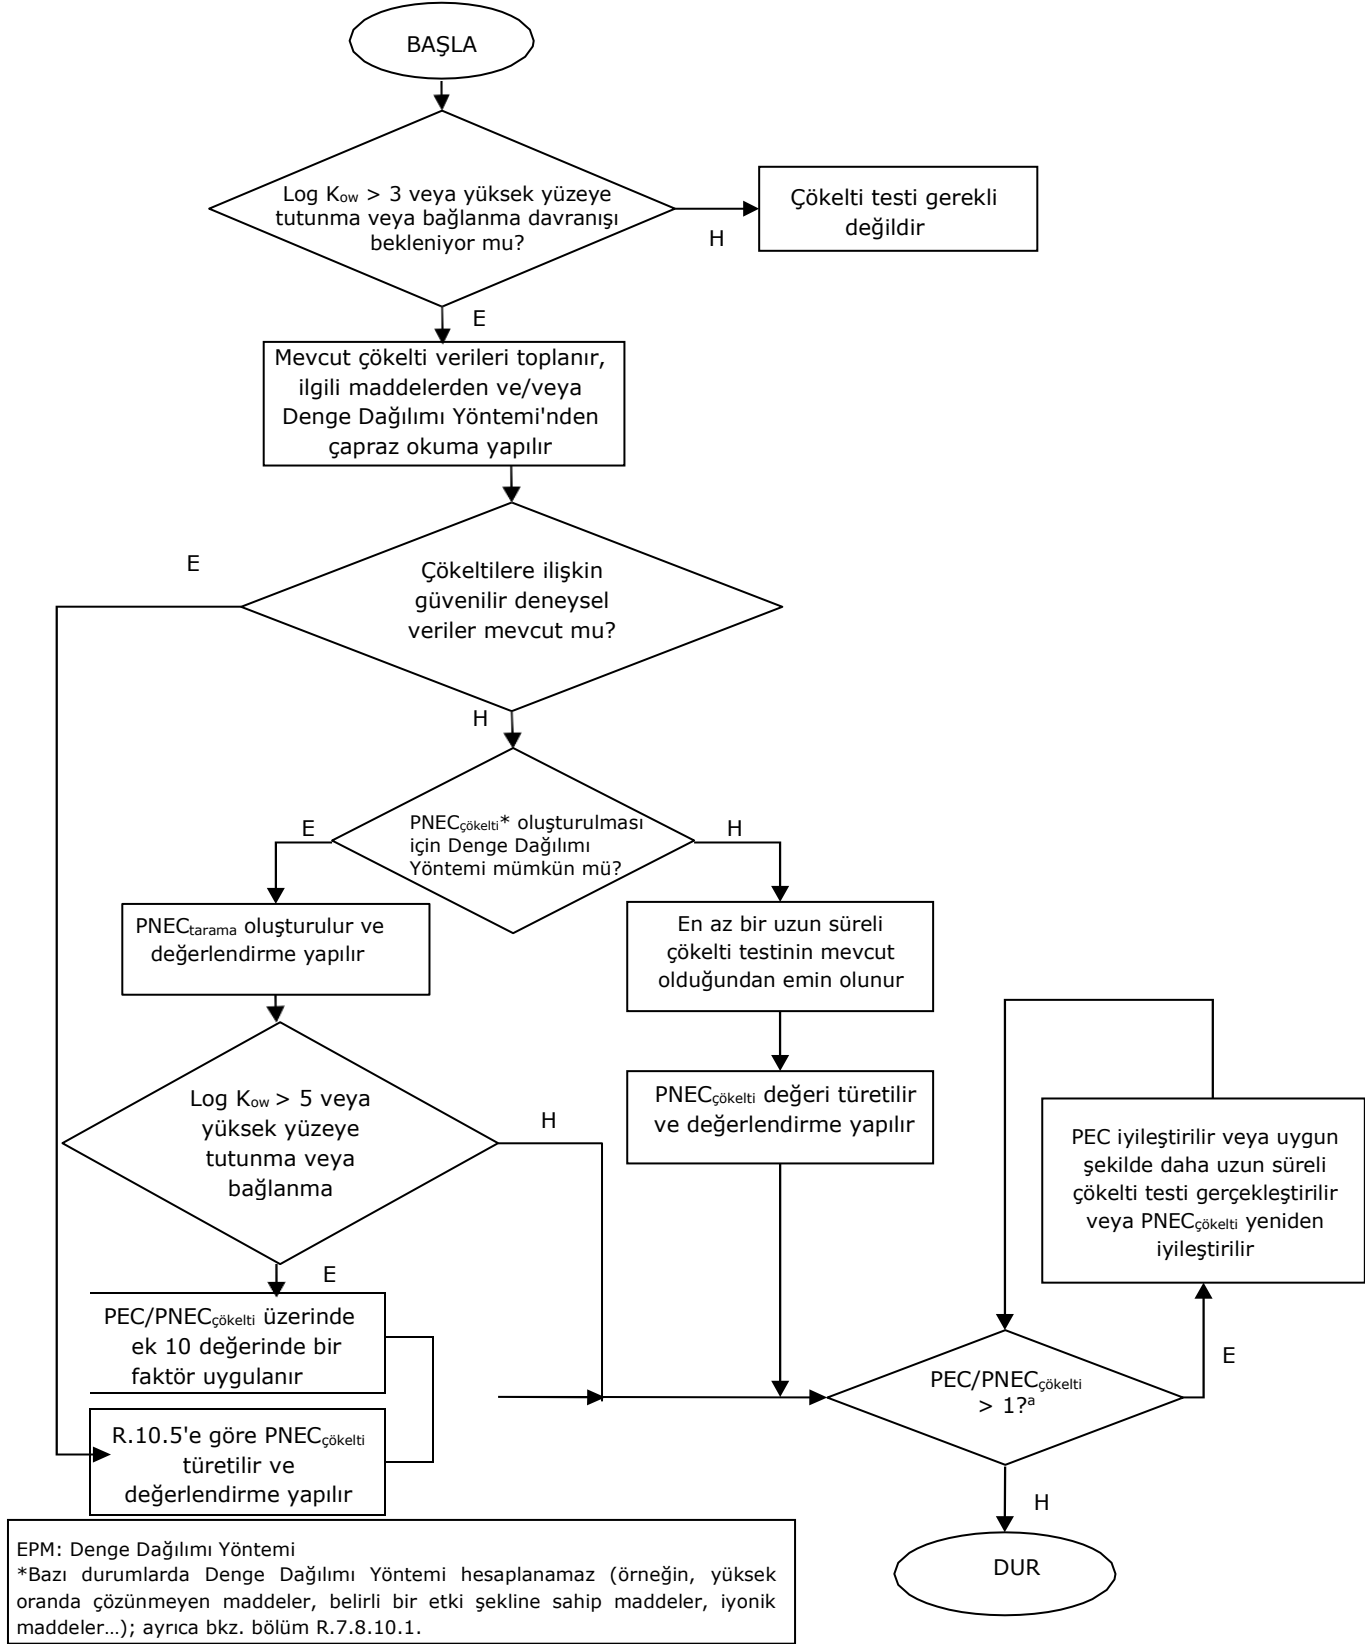 BAŞLA
Log Kow > 3 veya yüksek yüzeye
tutunma veya bağlanma davranışı
bekleniyor mu?
H
Çökelti testi gerekli
değildir
E
Mevcut çökelti verileri toplanır,
ilgili maddelerden ve/veya
Denge Dağılımı Yöntemi'nden
çapraz okuma yapılır
E
Çökeltilere ilişkin
güvenilir deneysel
veriler mevcut mu?
H
E
PNECçökelti* oluşturulması
için Denge Dağılımı
Yöntemi mümkün mü?
H
PNECtarama oluşturulur ve
değerlendirme yapılır
En az bir uzun süreli
çökelti testinin mevcut
olduğundan emin olunur
Log Kow > 5 veya
yüksek yüzeye
tutunma veya
bağlanma
H
PNECçökelti değeri türetilir
ve değerlendirme yapılır
PEC iyileştirilir veya uygun
şekilde daha uzun süreli
çökelti testi gerçekleştirilir
veya PNECçökelti yeniden
iyileştirilir
E
PEC/PNECçökelti üzerinde
ek 10 değerinde bir
faktör uygulanır
PEC/PNECçökelti
> 1?a
E
R.10.5'e göre PNECçökelti
türetilir ve
değerlendirme yapılır
H
DUR
EPM: Denge Dağılımı Yöntemi
*Bazı durumlarda Denge Dağılımı Yöntemi hesaplanamaz (örneğin, yüksek
oranda çözünmeyen maddeler, belirli bir etki şekline sahip maddeler, iyonik
maddeler…); ayrıca bkz. bölüm R.7.8.10.1.